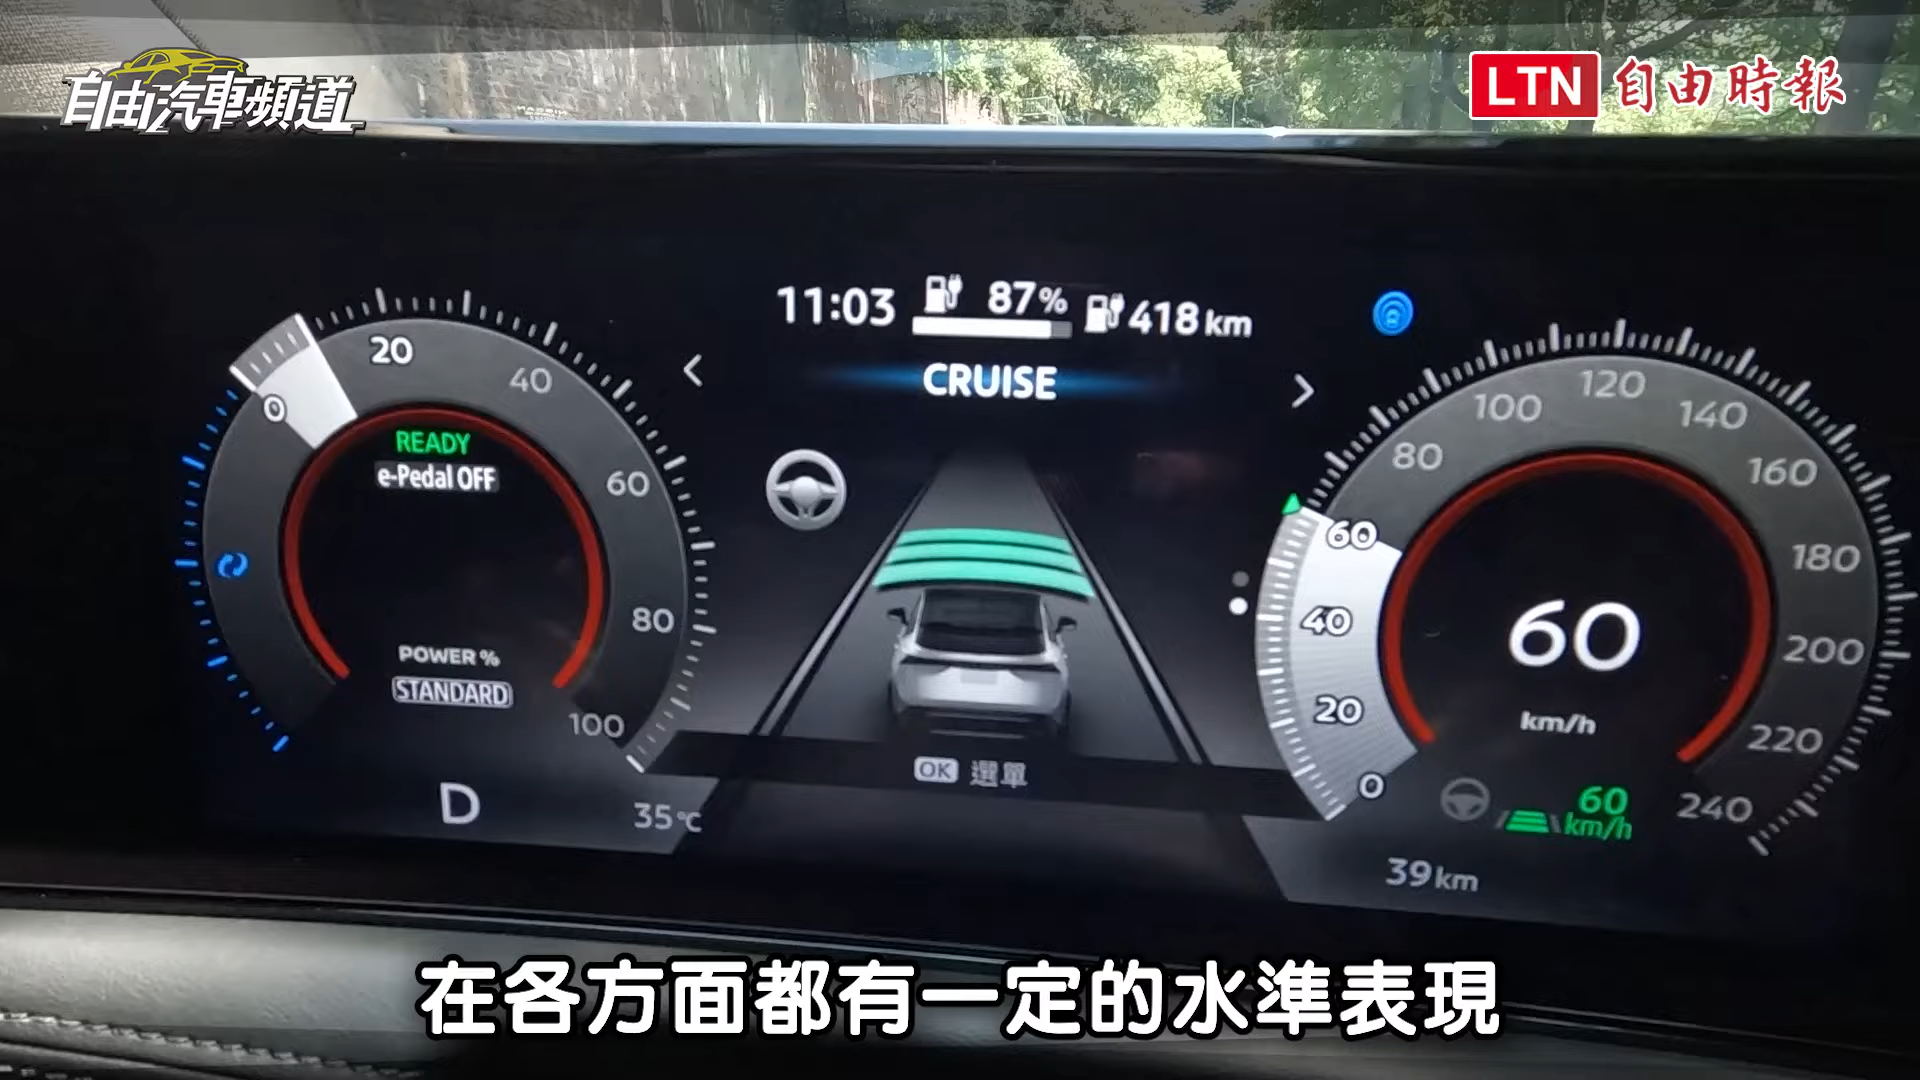 自由汽車頻道
LTN 自由時報
11:03 87% 418 km
CRUISE
0 20 40 60 80 100
READY
e-Pedal OFF
POWER %
STANDARD
D
35°C
OK 選單
0 20 40 60 80 100 120 140 160 180 200 220 240
60
km/h
60
km/h
39 km
在各方面都有一定的水準表現